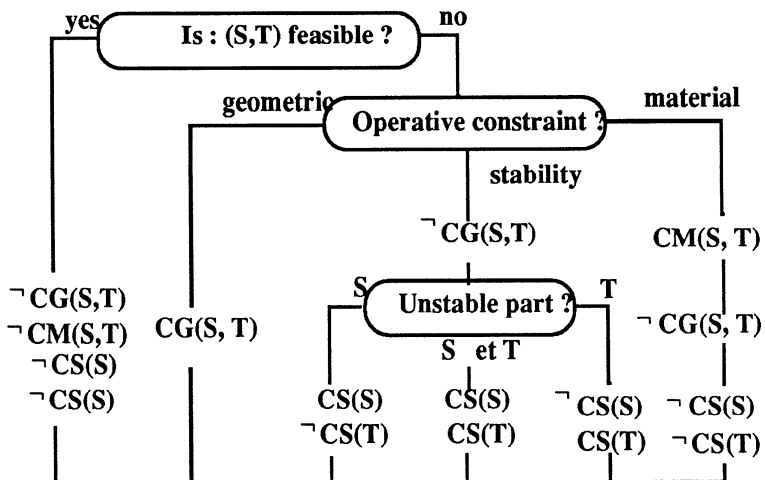 yes
Is : (S,T) feasible ?
no
geometric
Operative constraint ?
material
stability
¬CG(S,T)
CM(S, T)
¬CG(S,T)
¬CM(S,T)
¬CS(S)
¬CS(S)
CG(S, T)
S
Unstable part ?
T
S et T
¬CG(S, T)
CS(S)
¬CS(T)
CS(S)
CS(T)
¬CS(S)
CS(T)
¬CS(S)
¬CS(T)